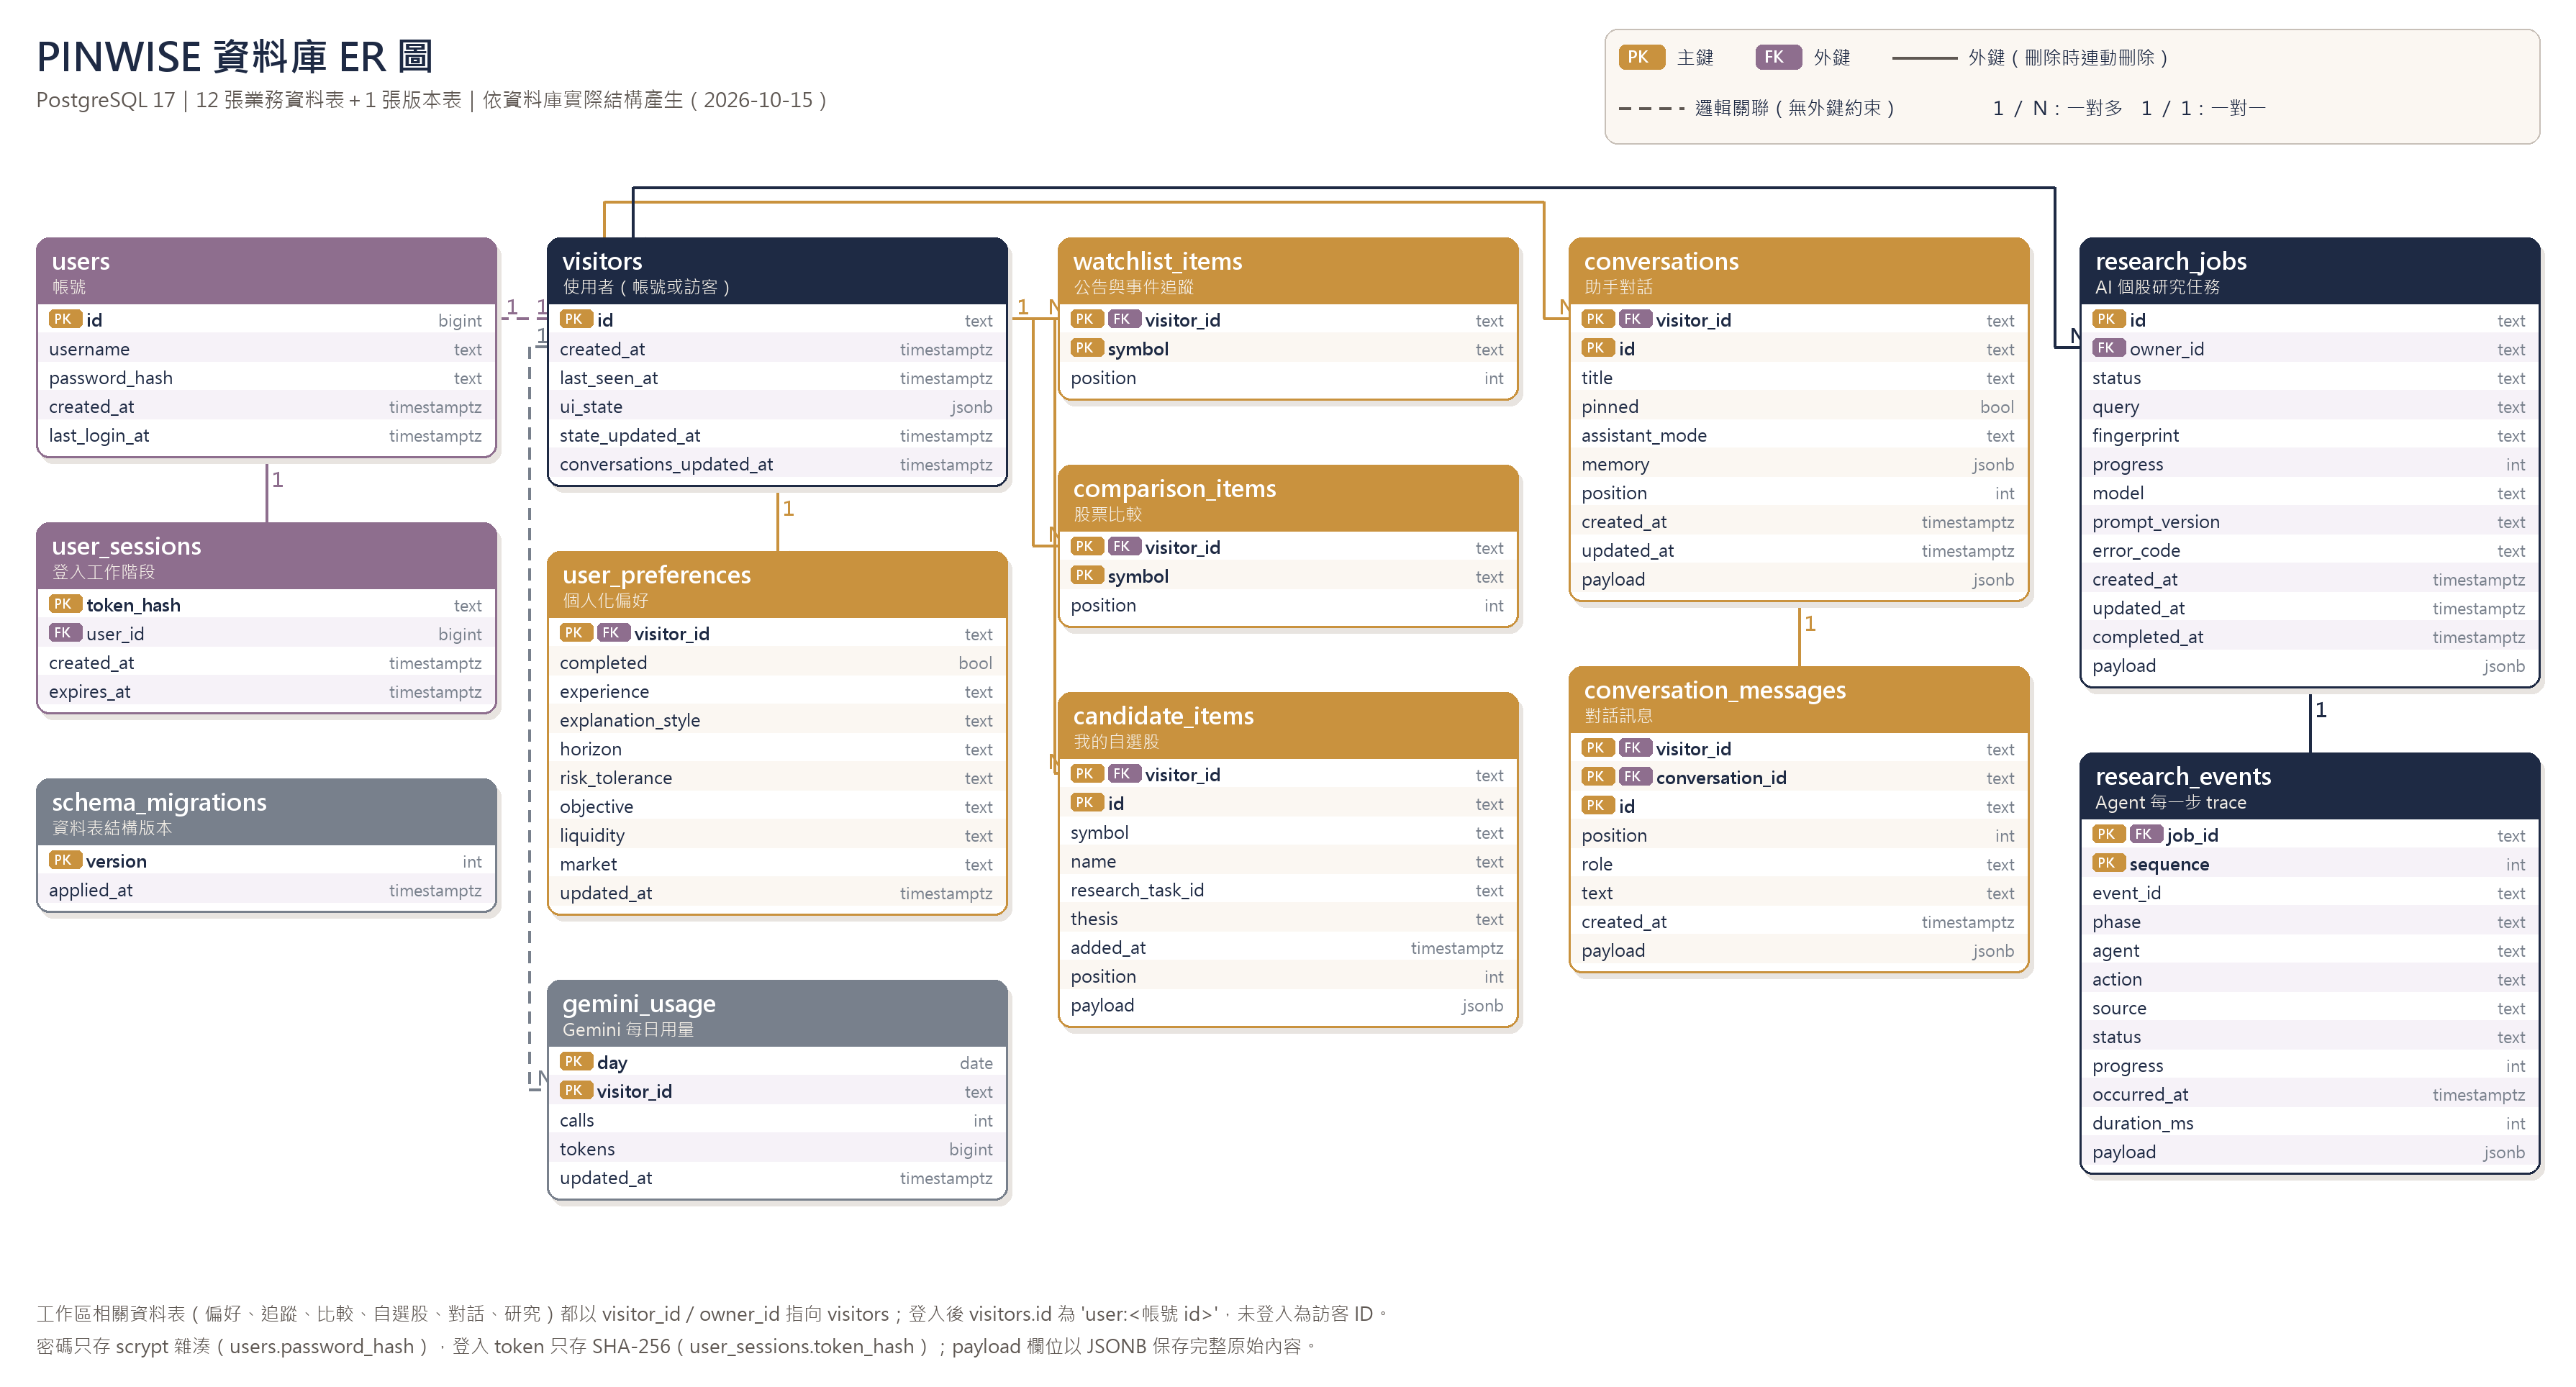 PINWISE 資料庫 ER 圖
PostgreSQL 17 | 12 張業務資料表 + 1 張版本表 | 依資料庫實際結構產生 ( 2026-10-15 )
PK 主鍵 FK 外鍵 外鍵 ( 刪除時連動刪除 )
邏輯關聯 ( 無外鍵約束 ) 1 / N : 一對多 1 / 1 : 一對一
users
帳號
PK id bigint
username text
password_hash text
created_at timestamptz
last_login_at timestamptz
1 1
1
1
user_sessions
登入工作階段
PK token_hash text
FK user_id bigint
created_at timestamptz
expires_at timestamptz
schema_migrations
資料表結構版本
PK version int
applied_at timestamptz
visitors
使用者 ( 帳號或訪客 )
PK id text
created_at timestamptz
last_seen_at timestamptz
ui_state jsonb
state_updated_at timestamptz
conversations_updated_at timestamptz
1
1 N
user_preferences
個人化偏好
PK FK visitor_id text
completed bool
experience text
explanation_style text
horizon text
risk_tolerance text
objective text
liquidity text
market text
updated_at timestamptz
gemini_usage
Gemini 每日用量
N
PK day date
PK visitor_id text
calls int
tokens bigint
updated_at timestamptz
watchlist_items
公告與事件追蹤
PK FK visitor_id text
PK symbol text
position int
comparison_items
股票比較
N
PK FK visitor_id text
PK symbol text
position int
candidate_items
我的自選股
N
PK FK visitor_id text
PK id text
symbol text
name text
research_task_id text
thesis text
added_at timestamptz
position int
payload jsonb
conversations
助手對話
N
PK FK visitor_id text
PK id text
title text
pinned bool
assistant_mode text
memory jsonb
position int
created_at timestamptz
updated_at timestamptz
payload jsonb
1
conversation_messages
對話訊息
PK FK visitor_id text
PK FK conversation_id text
PK id text
position int
role text
text text
created_at timestamptz
payload jsonb
research_jobs
AI 個股研究任務
N
PK id text
FK owner_id text
status text
query text
fingerprint text
progress int
model text
prompt_version text
error_code text
created_at timestamptz
updated_at timestamptz
completed_at timestamptz
payload jsonb
1
research_events
Agent 每一步 trace
PK FK job_id text
PK sequence int
event_id text
phase text
agent text
action text
source text
status text
progress int
occurred_at timestamptz
duration_ms int
payload jsonb
工作區相關資料表 ( 偏好、追蹤、比較、自選股、對話、研究 ) 都以 visitor_id / owner_id 指向 visitors；登入後 visitors.id 為 'user:<帳號 id>'，未登入為訪客 ID。
密碼只存 scrypt 雜湊 ( users.password_hash )，登入 token 只存 SHA-256 ( user_sessions.token_hash )；payload 欄位以 JSONB 保存完整原始內容。